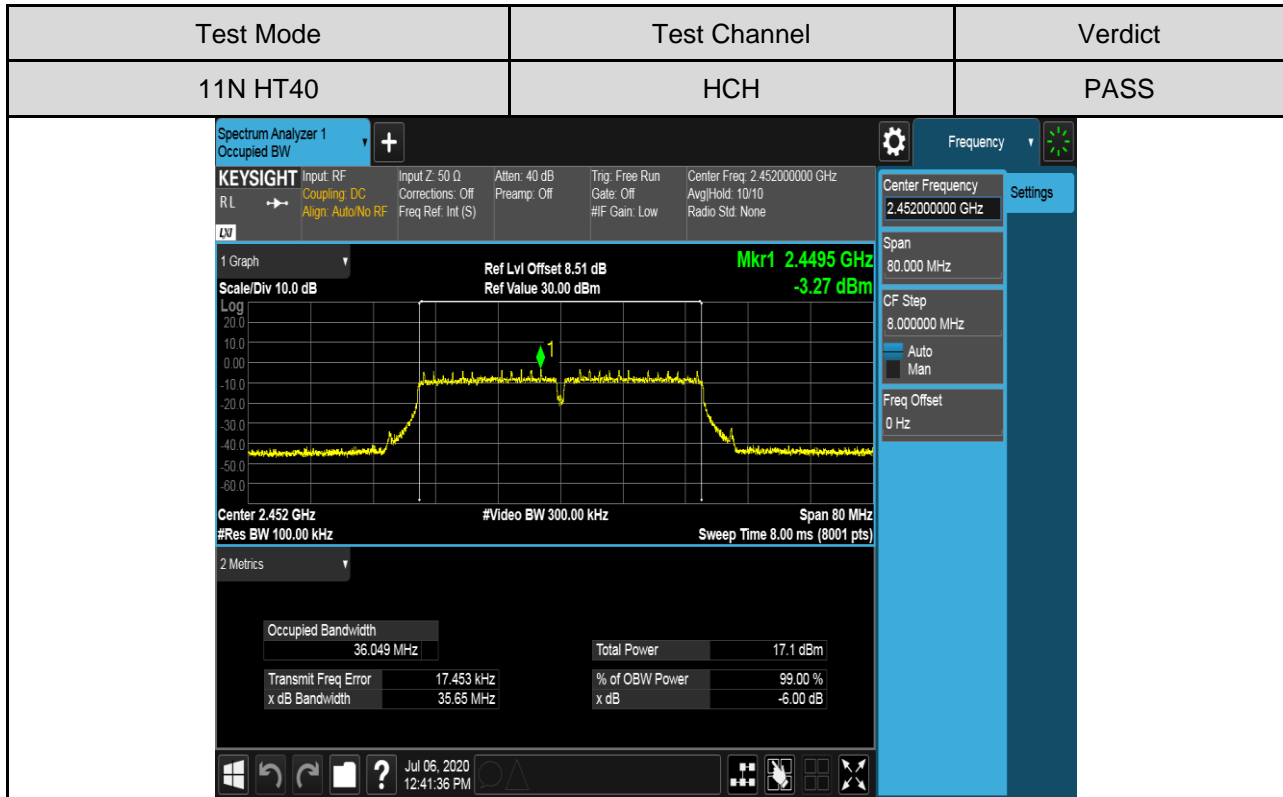 Test Mode Test Channel Verdict
11N HT40 HCH PASS
Spectrum Analyzer 1
Occupied BW
+
Frequency
KEYSIGHT Input: RF Input Z: 50 Ω Atten: 40 dB Trig: Free Run Center Freq: 2.452000000 GHz
RL Coupling: DC Corrections: Off Preamp: Off Gate: Off Avg|Hold: 10/10
Align: Auto/No RF Freq Ref: Int (S) #IF Gain: Low Radio Std: None
LXI
Center Frequency
2.452000000 GHz
Settings
Span
80.000 MHz
CF Step
8.000000 MHz
Auto
Man
Freq Offset
0 Hz
1 Graph Ref Lvl Offset 8.51 dB Mkr1 2.4495 GHz
Scale/Div 10.0 dB Ref Value 30.00 dBm -3.27 dBm
Log
20.0
10.0
1
0.00
-10.0
-20.0
-30.0
-40.0
-50.0
-60.0
Center 2.452 GHz #Video BW 300.00 kHz Span 80 MHz
#Res BW 100.00 kHz Sweep Time 8.00 ms (8001 pts)
2 Metrics
Occupied Bandwidth
36.049 MHz Total Power 17.1 dBm
Transmit Freq Error 17.453 kHz % of OBW Power 99.00 %
x dB Bandwidth 35.65 MHz x dB -6.00 dB
? Jul 06, 2020
12:41:36 PM